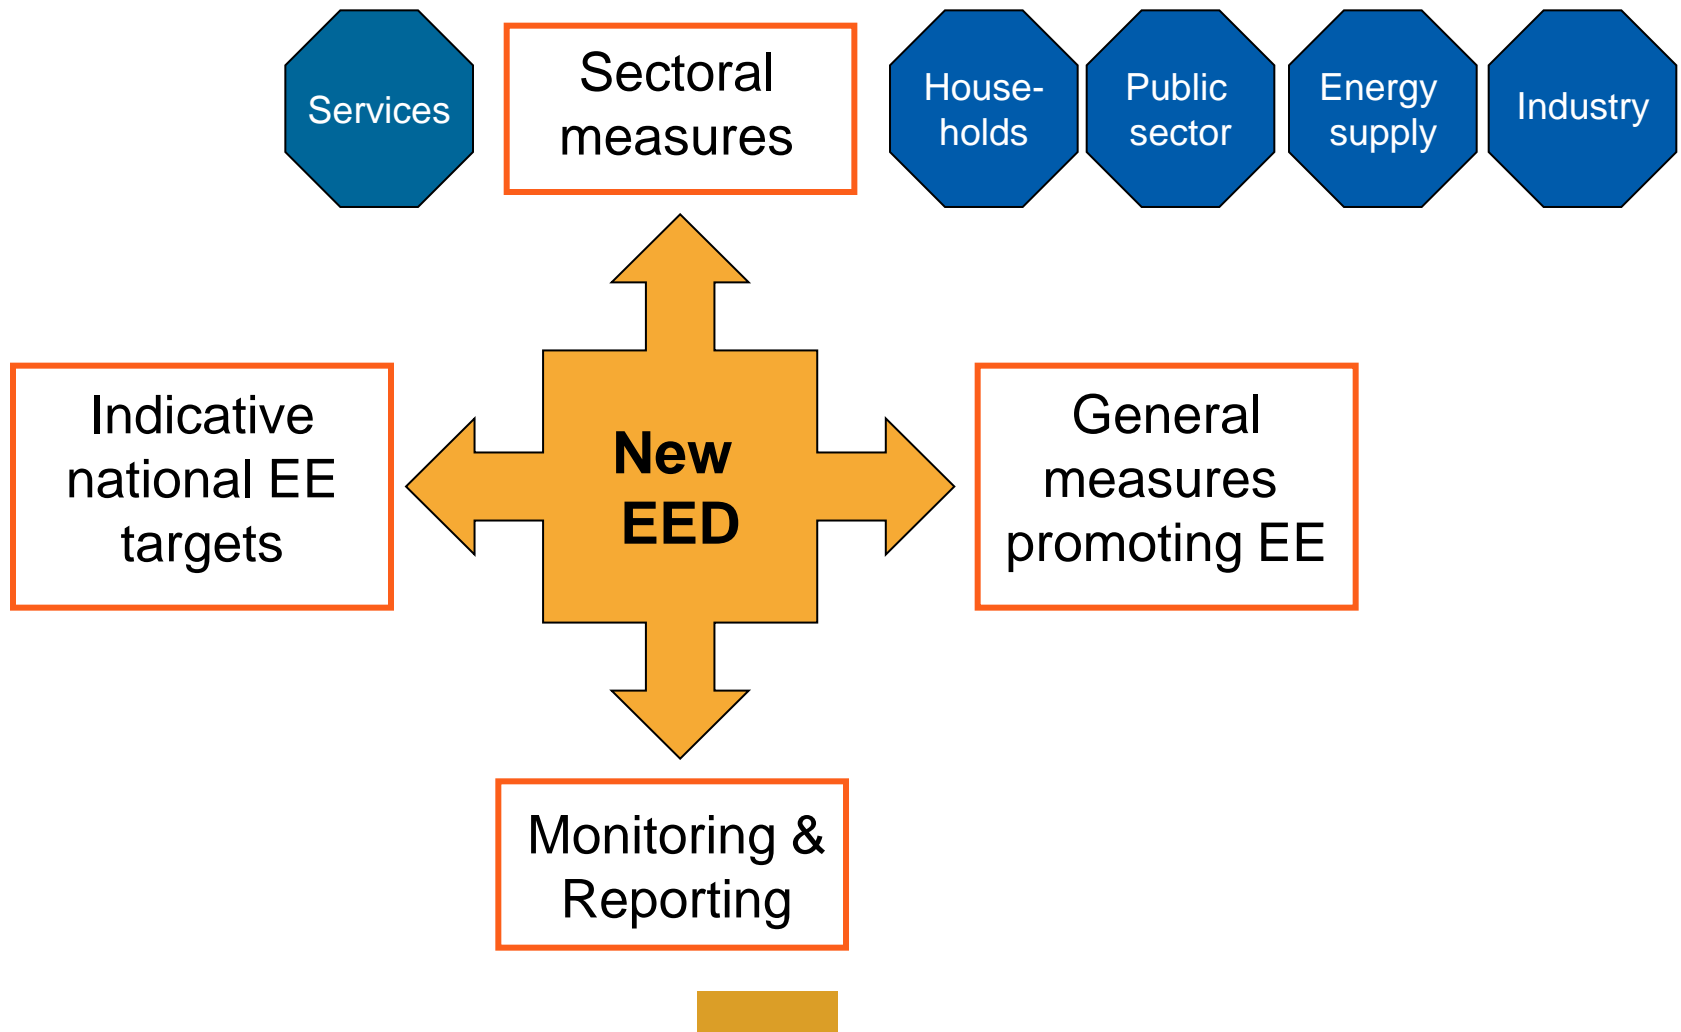 Services
Sectoral
measures
House-
holds
Public
sector
Energy
supply
Industry
Indicative
national EE
targets
New
EED
General
measures
promoting EE
Monitoring &
Reporting